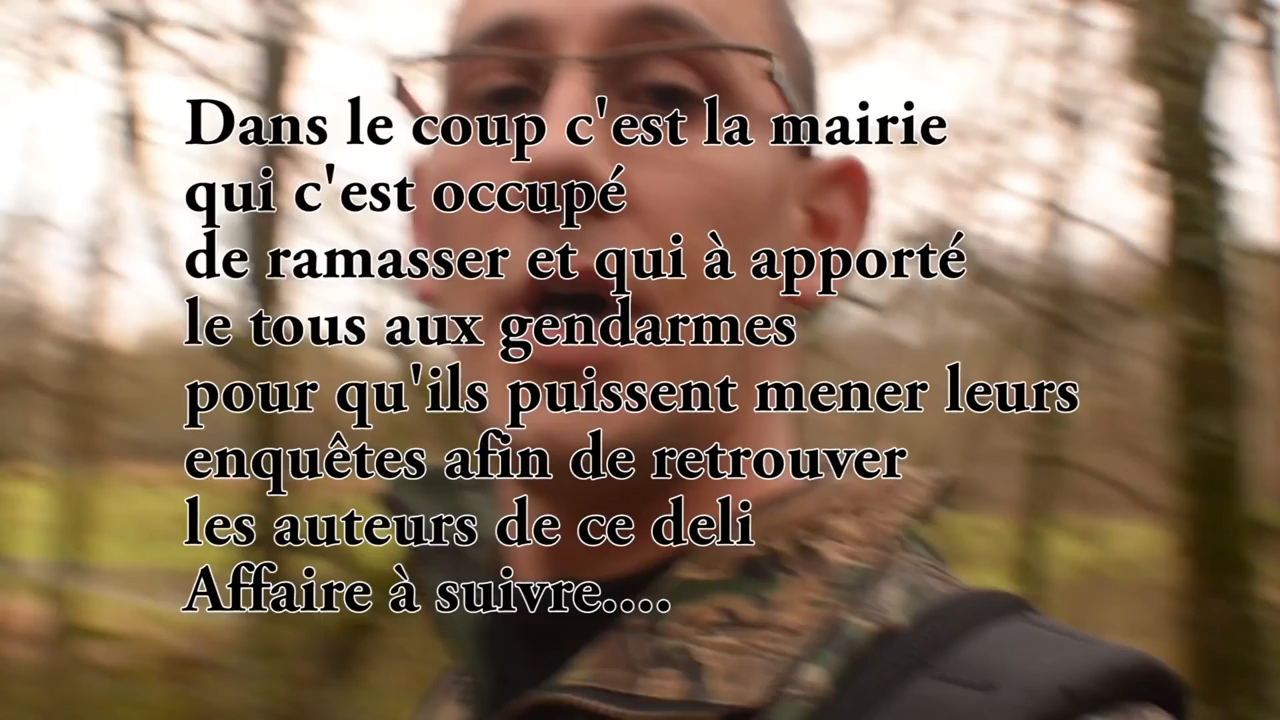 Dans le coup c'est la mairie
qui c'est occupé
de ramasser et qui à apporté
le tous aux gendarmes
pour qu'ils puissent mener leurs
enquêtes afin de retrouver
les auteurs de ce deli
Affaire à suivre....